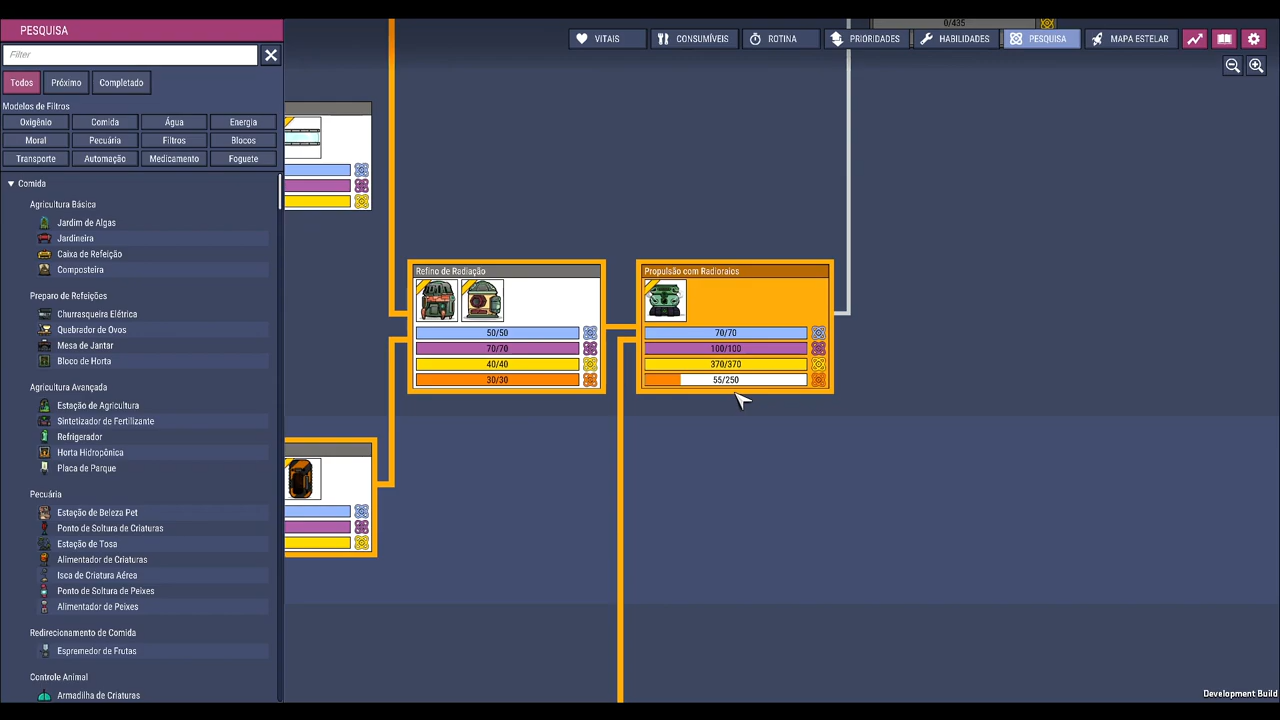 PESQUISA
Filter
Todos Próximo Completado
Modelos de Filtros
Oxigênio Comida Água Energia
Moral Pecuária Filtros Blocos
Transporte Automação Medicamento Foguete
Comida
Agricultura Básica
Jardim de Algas
Jardineira
Caixa de Refeição
Composteira
Preparo de Refeições
Churrasqueira Elétrica
Quebrador de Ovos
Mesa de Jantar
Bloco de Horta
Agricultura Avançada
Estação de Agricultura
Sintetizador de Fertilizante
Refrigerador
Horta Hidropônica
Placa de Parque
Pecuária
Estação de Beleza Pet
Ponto de Soltura de Criaturas
Estação de Tosa
Alimentador de Criaturas
Isca de Criatura Aérea
Ponto de Soltura de Peixes
Alimentador de Peixes
Redirecionamento de Comida
Espremedor de Frutas
Controle Animal
Armadilha de Criaturas
0/435
VITAIS CONSUMÍVEIS ROTINA PRIORIDADES HABILIDADES PESQUISA MAPA ESTELAR
Refino de Radiação
50/50
70/70
40/40
30/30
Propulsão com Radioraios
70/70
100/100
370/370
55/250
Development Build